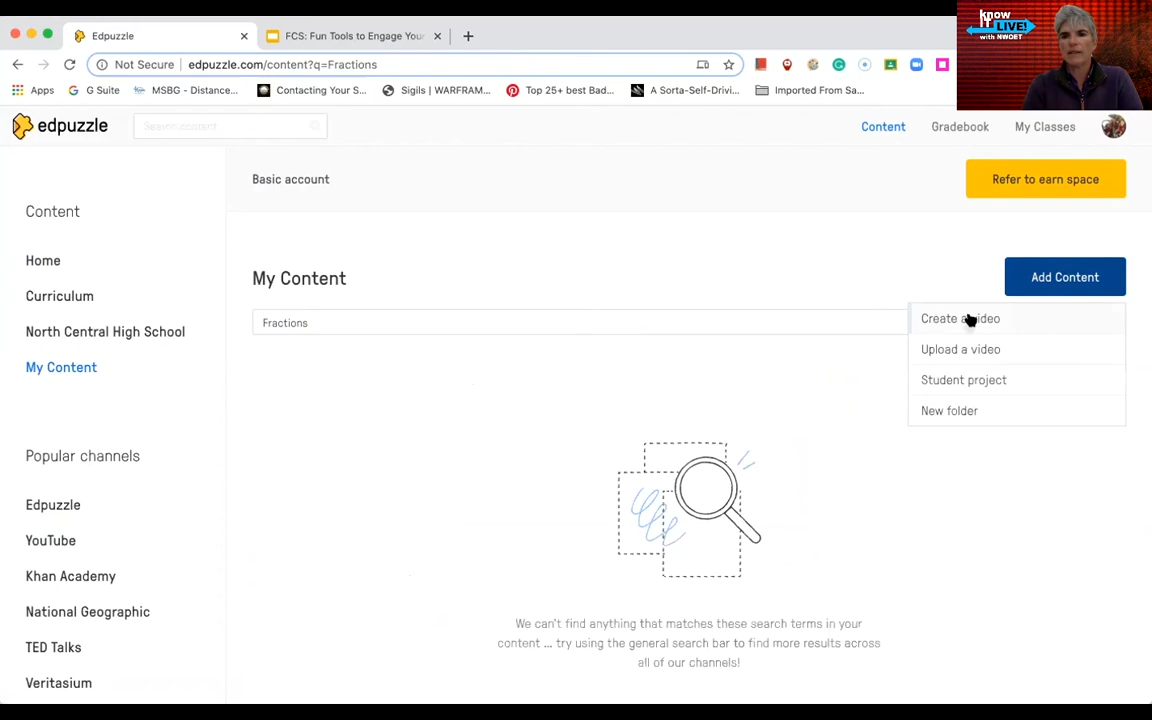 Edpuzzle
FCS: Fun Tools to Engage Your
Not Secure
edpuzzle.com/content?q=Fractions
Apps
G Suite
MSBG - Distance...
Contacting Your S...
Sigils | WARFRAM...
Top 25+ best Bad...
A Sorta-Self-Drivi...
Imported From Sa...
know
IT
LIVE!
with NWOET
edpuzzle
Search content
Content
Gradebook
My Classes
Basic account
Refer to earn space
Content
Home
Curriculum
North Central High School
My Content
Popular channels
Edpuzzle
YouTube
Khan Academy
National Geographic
TED Talks
Veritasium
My Content
Add Content
Fractions
Create a video
Upload a video
Student project
New folder
We can't find anything that matches these search terms in your
content ... try using the general search bar to find more results across
all of our channels!